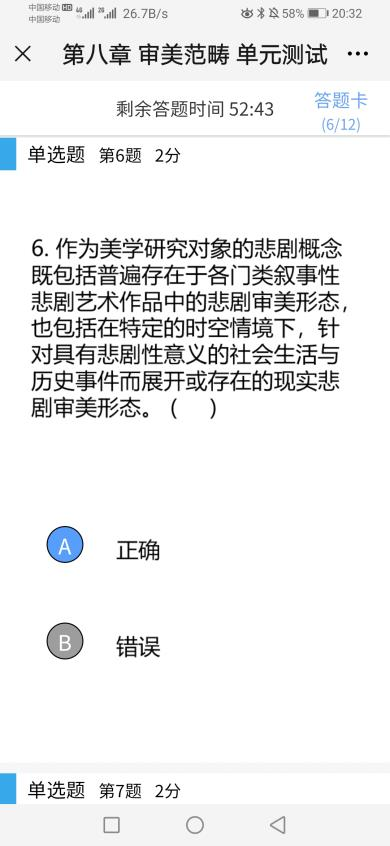 中国移动 HD 4G 2G 26.7B/s 58% 20:32
中国移动
第八章 审美范畴 单元测试
剩余答题时间 52:43 答题卡
(6/12)
单选题 第6题 2分
6. 作为美学研究对象的悲剧概念
既包括普遍存在于各门类叙事性
悲剧艺术作品中的悲剧审美形态，
也包括在特定的时空情境下，针
对具有悲剧性意义的社会生活与
历史事件而展开或存在的现实悲
剧审美形态。（ ）
A 正确
B 错误
单选题 第7题 2分